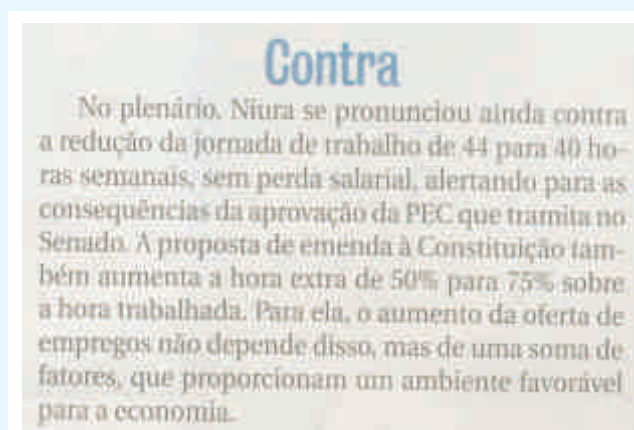 Contra
No plenário, Niura se pronunciou ainda contra
a redução da jornada de trabalho de 44 para 40 ho-
ras semanais, sem perda salarial, alertando para as
consequências da aprovação da PEC que tramita no
Senado. A proposta de emenda à Constituição tam-
bém aumenta a hora extra de 50% para 75% sobre
a hora trabalhada. Para ela, o aumento da oferta de
empregos não depende disso, mas de uma soma de
fatores, que proporcionam um ambiente favorável
para a economia.